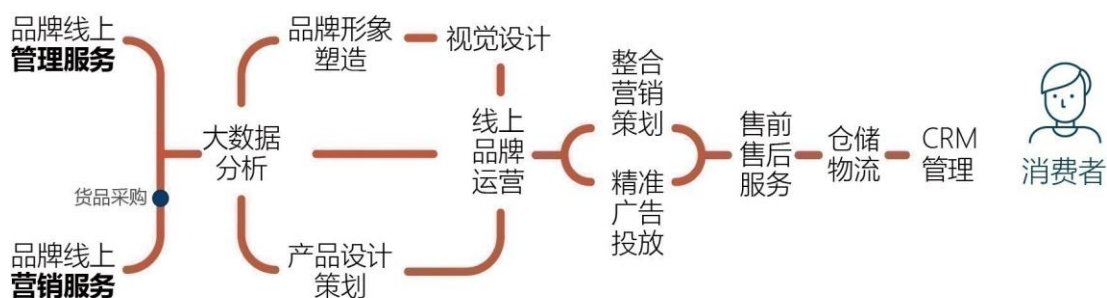 品牌线上
管理服务
货品采购
品牌线上
营销服务
大数据
分析
品牌形象
塑造
视觉设计
线上
品牌
运营
产品设计
策划
整合
营销
策划
精准
广告
投放
售前
售后
服务
仓储
物流
CRM
管理
消费者